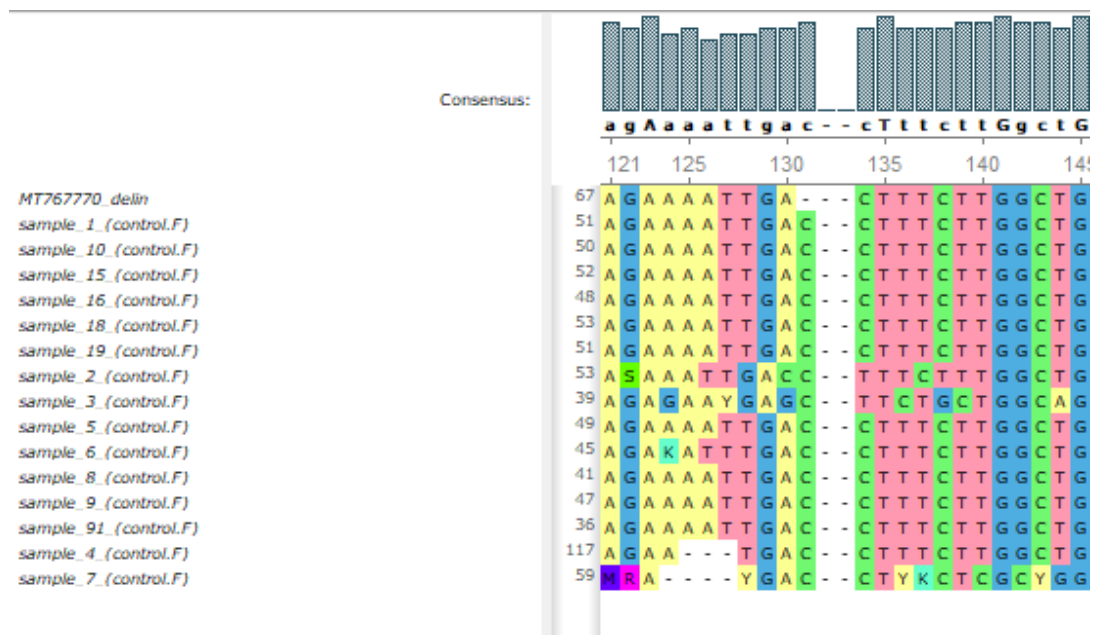 Consensus:
a g A a a a t t g a c - - c T t t c t t G g c t G
121 125 130 135 140 145
MT767770_delin 67 A G A A A A T T G A - - - C T T T C T T G G C T G
sample_1_(control.F) 51 A G A A A A T T G A C - - C T T T C T T G G C T G
sample_10_(control.F) 50 A G A A A A T T G A C - - C T T T C T T G G C T G
sample_15_(control.F) 52 A G A A A A T T G A C - - C T T T C T T G G C T G
sample_16_(control.F) 48 A G A A A A T T G A C - - C T T T C T T G G C T G
sample_18_(control.F) 53 A G A A A A T T G A C - - C T T T C T T G G C T G
sample_19_(control.F) 51 A G A A A A T T G A C - - C T T T C T T G G C T G
sample_2_(control.F) 53 A S A A A T T G A C C - - T T T C T T T G G C T G
sample_3_(control.F) 39 A G A G A A Y G A G C - - T T C T G C T G G C A G
sample_5_(control.F) 49 A G A A A A T T G A C - - C T T T C T T G G C T G
sample_6_(control.F) 45 A G A K A T T T G A C - - C T T T C T T G G C T G
sample_8_(control.F) 41 A G A A A A T T G A C - - C T T T C T T G G C T G
sample_9_(control.F) 47 A G A A A A T T G A C - - C T T T C T T G G C T G
sample_91_(control.F) 36 A G A A A A T T G A C - - C T T T C T T G G C T G
sample_4_(control.F) 117 A G A A - - - T G A C - - C T T T C T T G G C T G
sample_7_(control.F) 59 M R A - - - - Y G A C - - C T Y K C T C G C Y G G